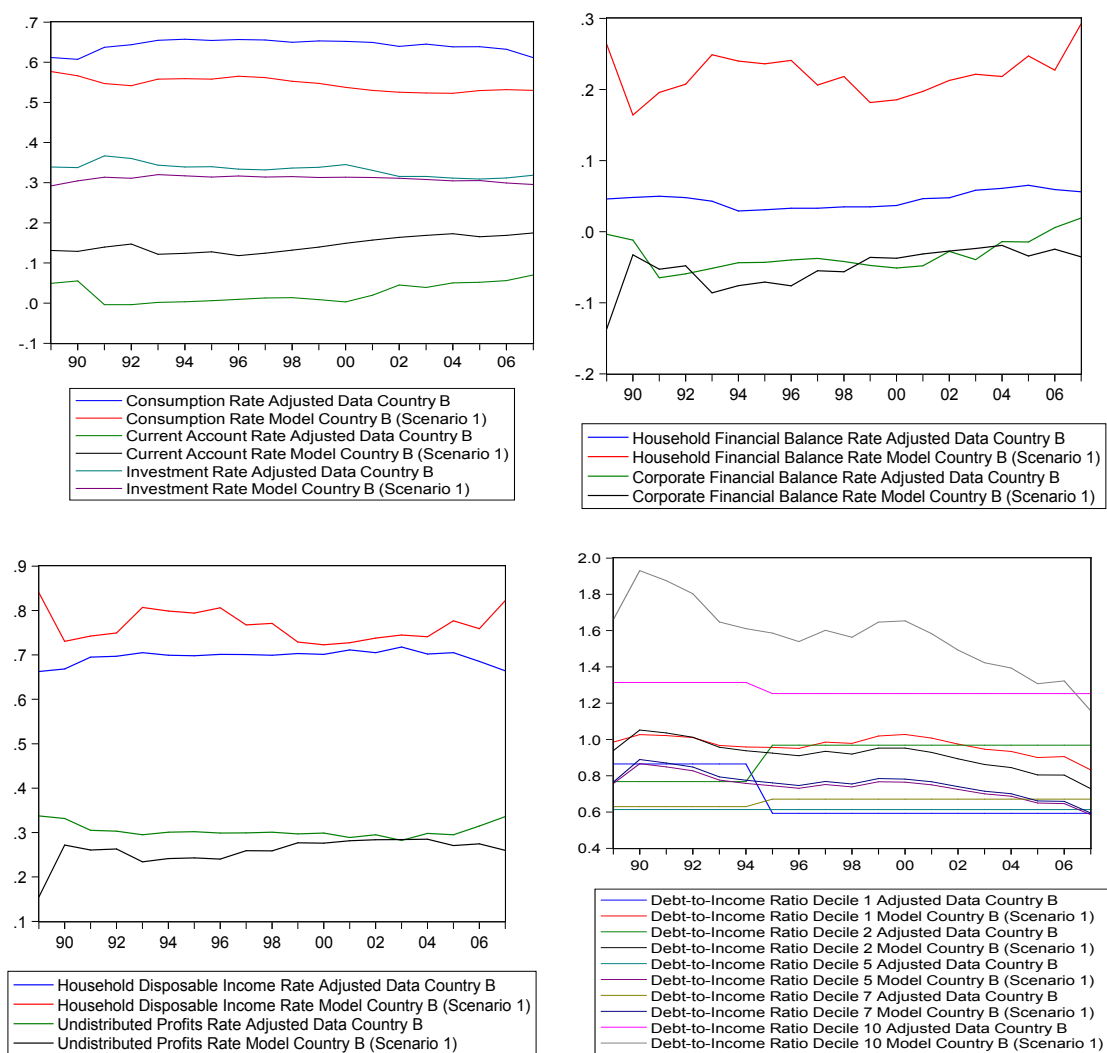 .7
.6
.5
.4
.3
.2
.1
.0
-.1
90 92 94 96 98 00 02 04 06
Consumption Rate Adjusted Data Country B
Consumption Rate Model Country B (Scenario 1)
Current Account Rate Adjusted Data Country B
Current Account Rate Model Country B (Scenario 1)
Investment Rate Adjusted Data Country B
Investment Rate Model Country B (Scenario 1)
.3
.2
.1
.0
-.1
-.2
90 92 94 96 98 00 02 04 06
Household Financial Balance Rate Adjusted Data Country B
Household Financial Balance Rate Model Country B (Scenario 1)
Corporate Financial Balance Rate Adjusted Data Country B
Corporate Financial Balance Rate Model Country B (Scenario 1)
.9
.8
.7
.6
.5
.4
.3
.2
.1
90 92 94 96 98 00 02 04 06
Household Disposable Income Rate Adjusted Data Country B
Household Disposable Income Rate Model Country B (Scenario 1)
Undistributed Profits Rate Adjusted Data Country B
Undistributed Profits Rate Model Country B (Scenario 1)
2.0
1.8
1.6
1.4
1.2
1.0
0.8
0.6
0.4
90 92 94 96 98 00 02 04 06
Debt-to-Income Ratio Decile 1 Adjusted Data Country B
Debt-to-Income Ratio Decile 1 Model Country B (Scenario 1)
Debt-to-Income Ratio Decile 2 Adjusted Data Country B
Debt-to-Income Ratio Decile 2 Model Country B (Scenario 1)
Debt-to-Income Ratio Decile 5 Adjusted Data Country B
Debt-to-Income Ratio Decile 5 Model Country B (Scenario 1)
Debt-to-Income Ratio Decile 7 Adjusted Data Country B
Debt-to-Income Ratio Decile 7 Model Country B (Scenario 1)
Debt-to-Income Ratio Decile 10 Adjusted Data Country B
Debt-to-Income Ratio Decile 10 Model Country B (Scenario 1)